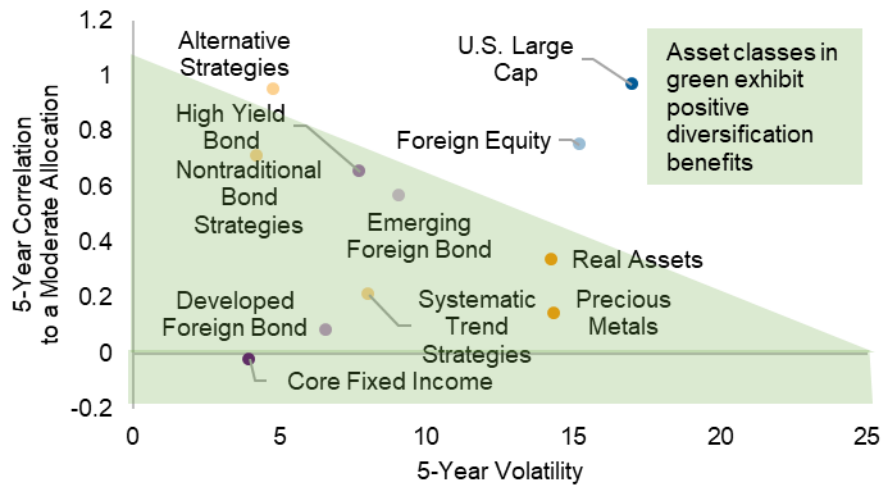 1.2
1
0.8
0.6
0.4
0.2
0
-0.2
5-Year Correlation
to a Moderate Allocation
Alternative
Strategies
High Yield
Bond
Nontraditional
Bond
Strategies
U.S. Large
Cap
Foreign Equity
Emerging
Foreign Bond
Real Assets
Developed
Foreign Bond
Systematic
Trend
Strategies
Precious
Metals
Core Fixed Income
Asset classes in
green exhibit
positive
diversification
benefits
0
5
10
15
20
25
5-Year Volatility